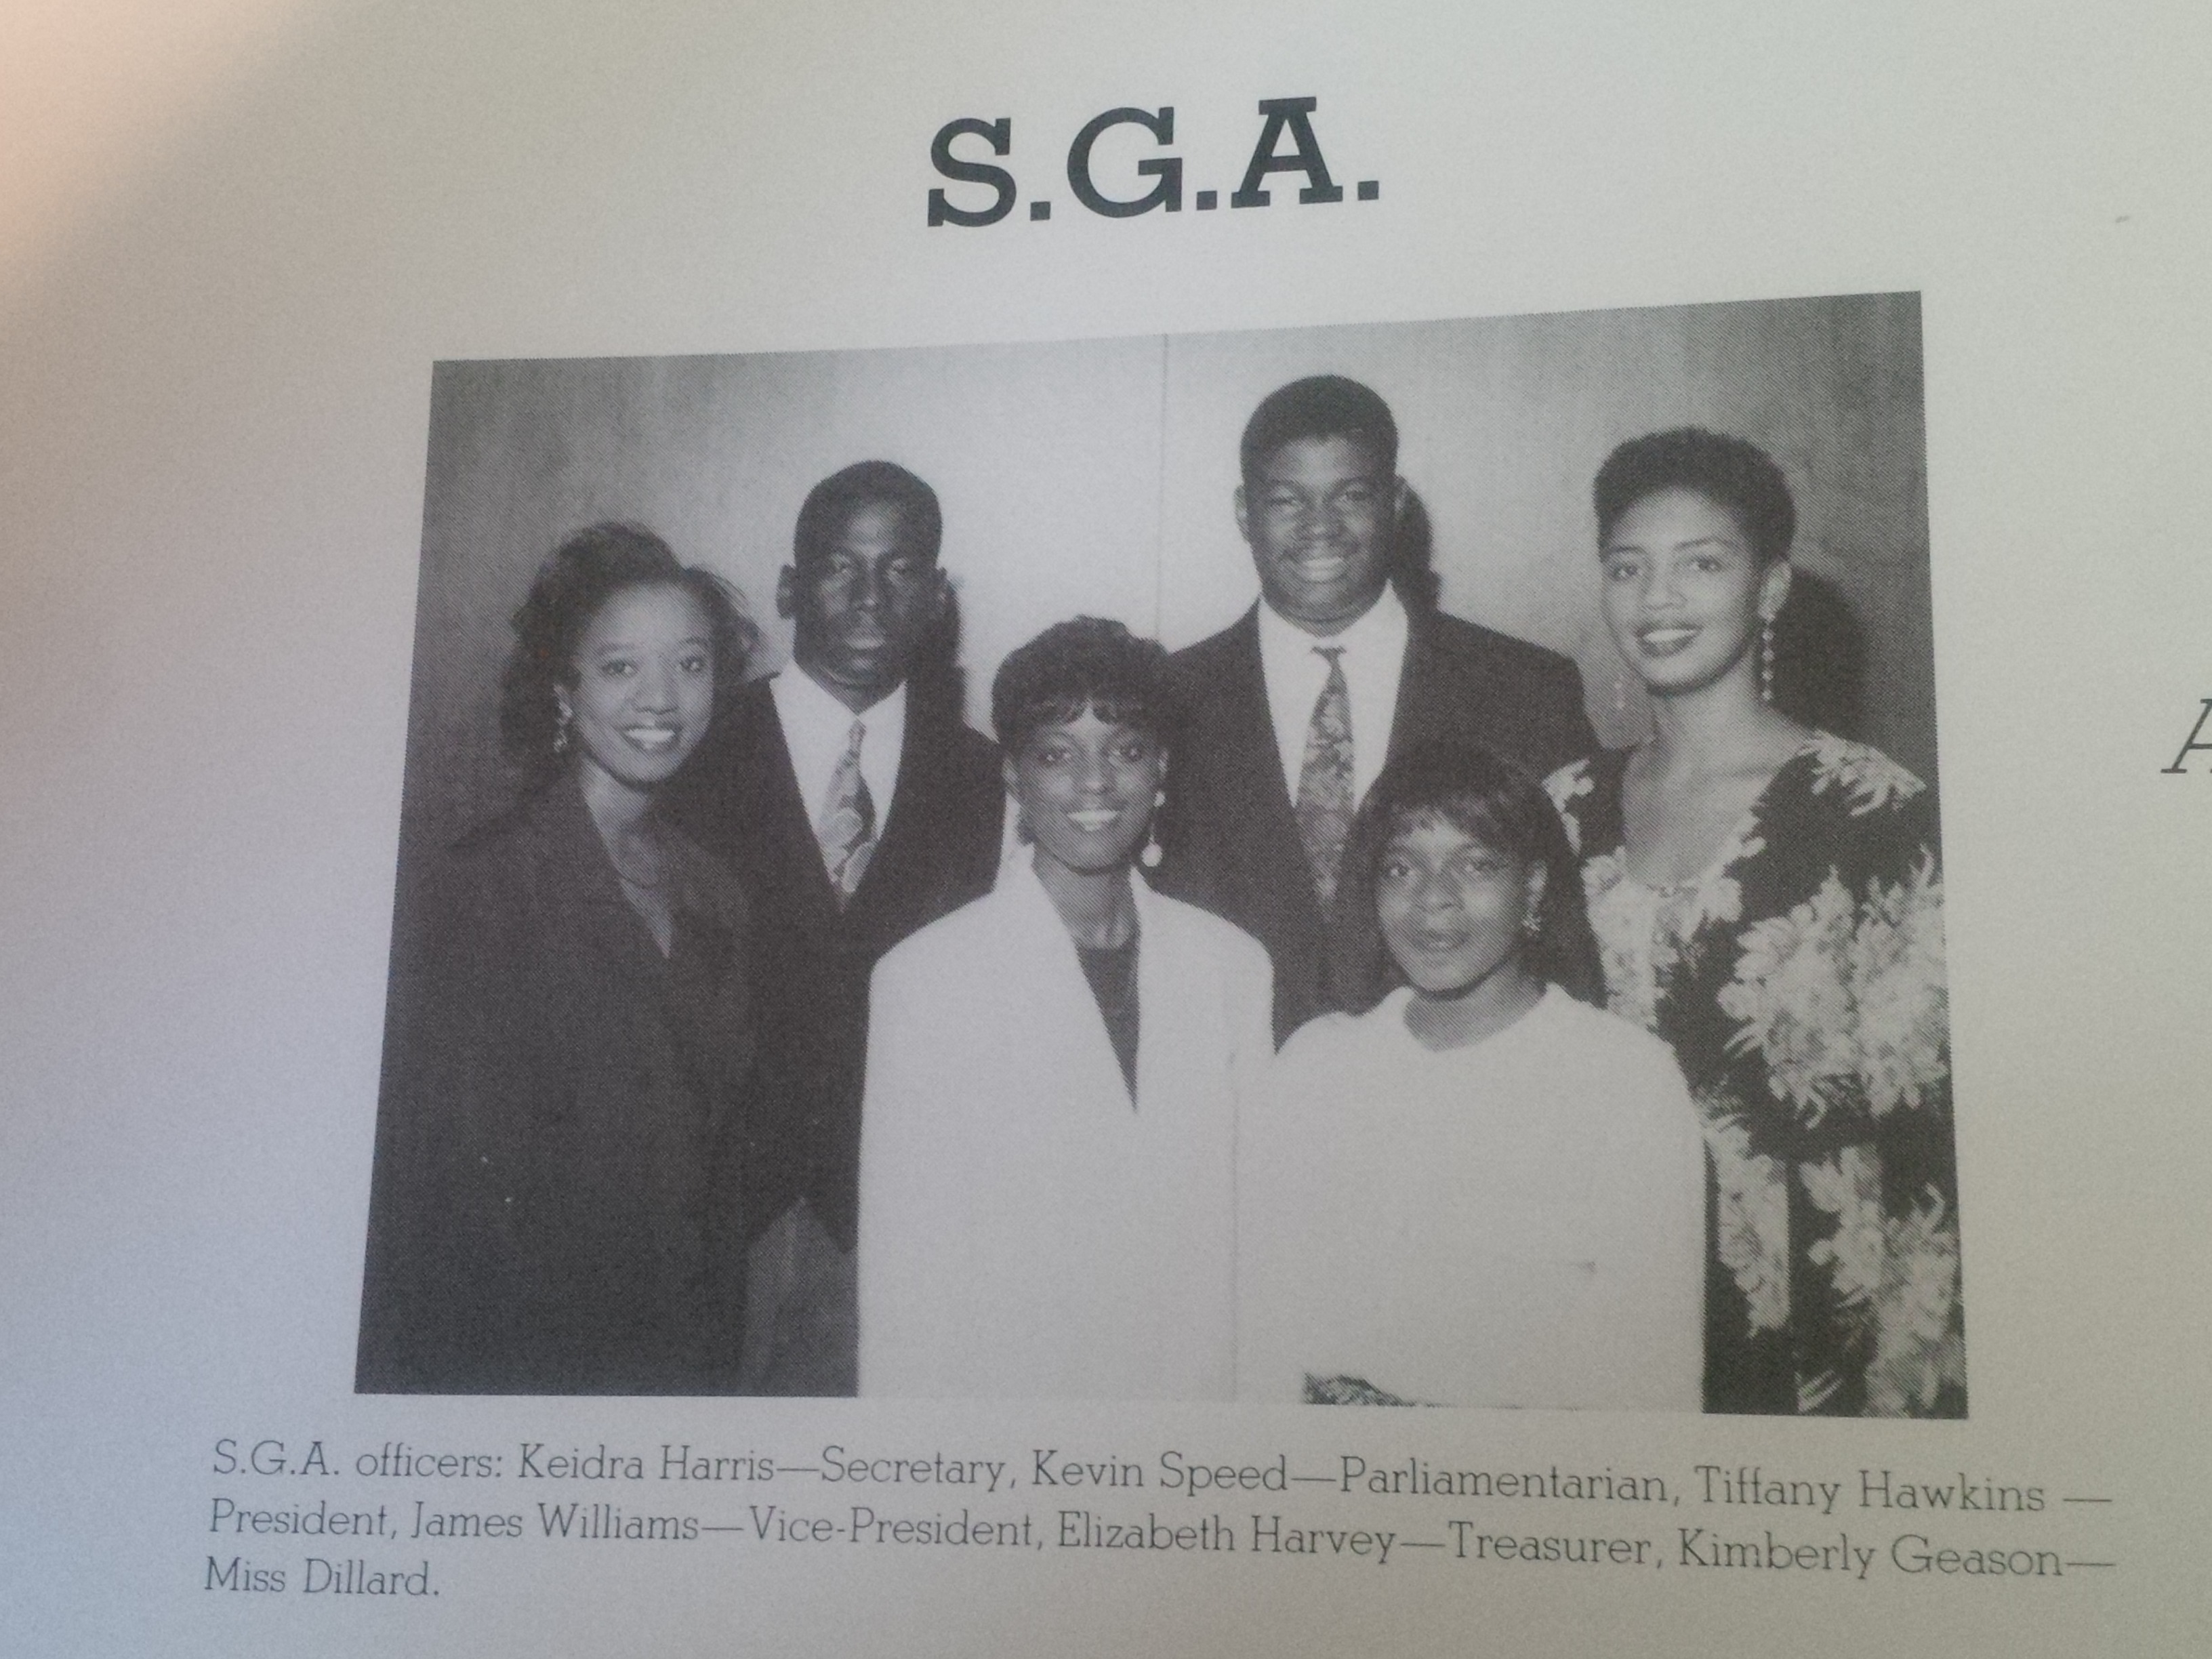 S.G.A.
S.G.A. officers: Keidra Harris—Secretary, Kevin Speed—Parliamentarian, Tiffany Hawkins —
President, James Williams—Vice-President, Elizabeth Harvey—Treasurer, Kimberly Geason—
Miss Dillard.
A